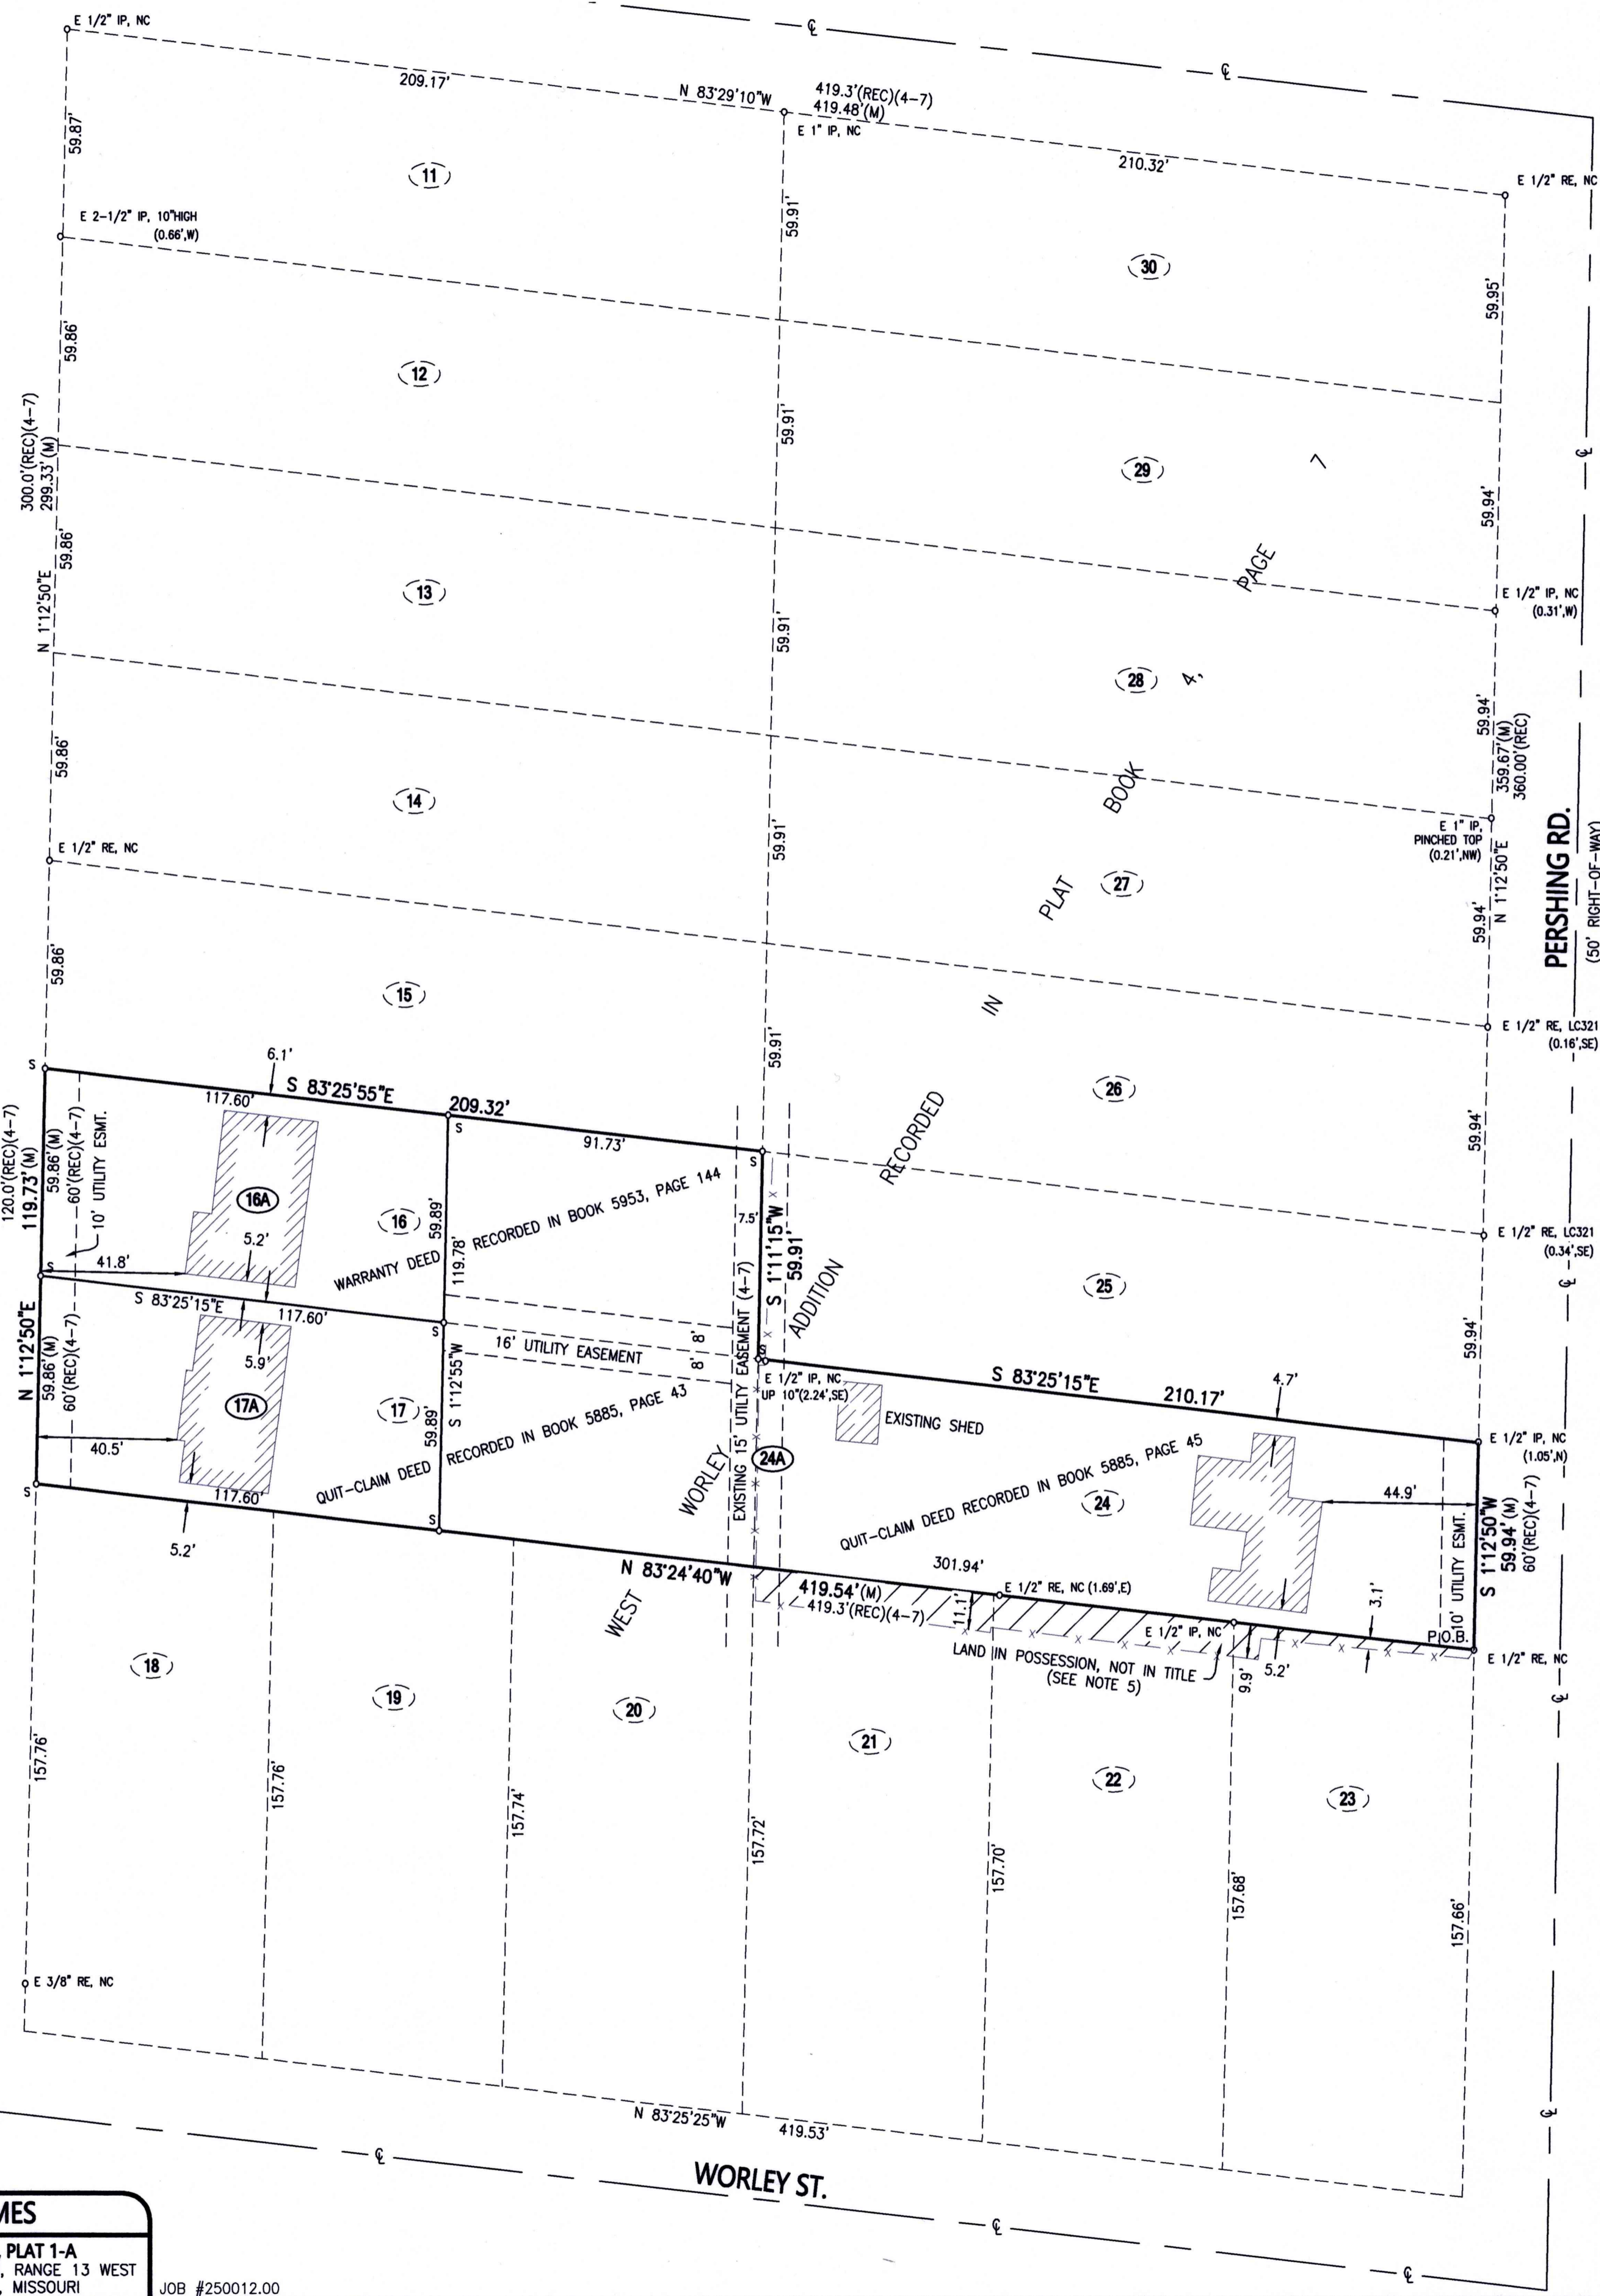 E 1/2" IP, NC
℄
℄
209.17'
N 83°29'10"W
419.3'(REC)(4-7)
419.48'(M)
E 1" IP, NC
210.32'
E 1/2" RE, NC
59.87'
11
59.91'
E 2-1/2" IP, 10"HIGH
(0.66',W)
30
59.95'
59.86'
12
59.91'
300.0'(REC)(4-7)
299.33' (M)
29
7
59.94'
℄
59.86'
N 1°12'50"E
13
59.91'
PAGE
E 1/2" IP, NC
(0.31',W)
28
4,
59.94'
359.67'(M)
360.00'(REC)
59.86'
14
59.91'
BOOK
E 1" IP,
PINCHED TOP
(0.21',NW)
N 1°12'50"E
PERSHING RD.
(50' RIGHT-OF-WAY)
E 1/2" RE, NC
27
PLAT
59.94'
59.86'
15
IN
E 1/2" RE, LC321
(0.16',SE)
59.91'
26
RECORDED
59.94'
S
6.1'
117.60'
S 83°25'55"E
209.32'
S
91.73'
S
120.0'(REC)(4-7)
119.73'(M)
59.86'(M)
60'(REC)(4-7)
10' UTILITY ESMT.
16A
16
59.89'
119.78'
WARRANTY DEED RECORDED IN BOOK 5953, PAGE 144
7.5'
S 1°11'15"W
59.91'
ADDITION
25
E 1/2" RE, LC321
(0.34',SE)
℄
5.2'
41.8'
S
S 83°25'15"E
117.60'
S
16' UTILITY EASEMENT
8'
8'
EXISTING 15' UTILITY EASEMENT (4-7)
59.94'
N 1°12'50"E
59.86'(M)
60'(REC)(4-7)
5.9'
17A
17
59.89'
S 1°12'55"W
S
E 1/2" IP, NC
UP 10"(2.24',SE)
S 83°25'15"E
210.17'
4.7'
EXISTING SHED
40.5'
QUIT-CLAIM DEED RECORDED IN BOOK 5885, PAGE 43
24A
QUIT-CLAIM DEED RECORDED IN BOOK 5885, PAGE 45
24
E 1/2" IP, NC
(1.05',N)
44.9'
S 1°12'50"W
59.94'(M)
60'(REC)(4-7)
10' UTILITY ESMT.
S
117.60'
S
5.2'
WORLEY
N 83°24'40"W
301.94'
419.54'(M)
419.3'(REC)(4-7)
11.1'
E 1/2" RE, NC (1.69',E)
E 1/2" IP, NC
3.1'
P.O.B.
E 1/2" RE, NC
WEST
LAND IN POSSESSION, NOT IN TITLE
(SEE NOTE 5)
9.9'
5.2'
℄
18
19
20
21
22
23
157.76'
157.76'
157.74'
157.72'
157.70'
157.68'
157.66'
E 3/8" RE, NC
N 83°25'25"W
419.53'
℄
℄
WORLEY ST.
℄
℄
PLAT 1-A
, RANGE 13 WEST
, MISSOURI
JOB #250012.00